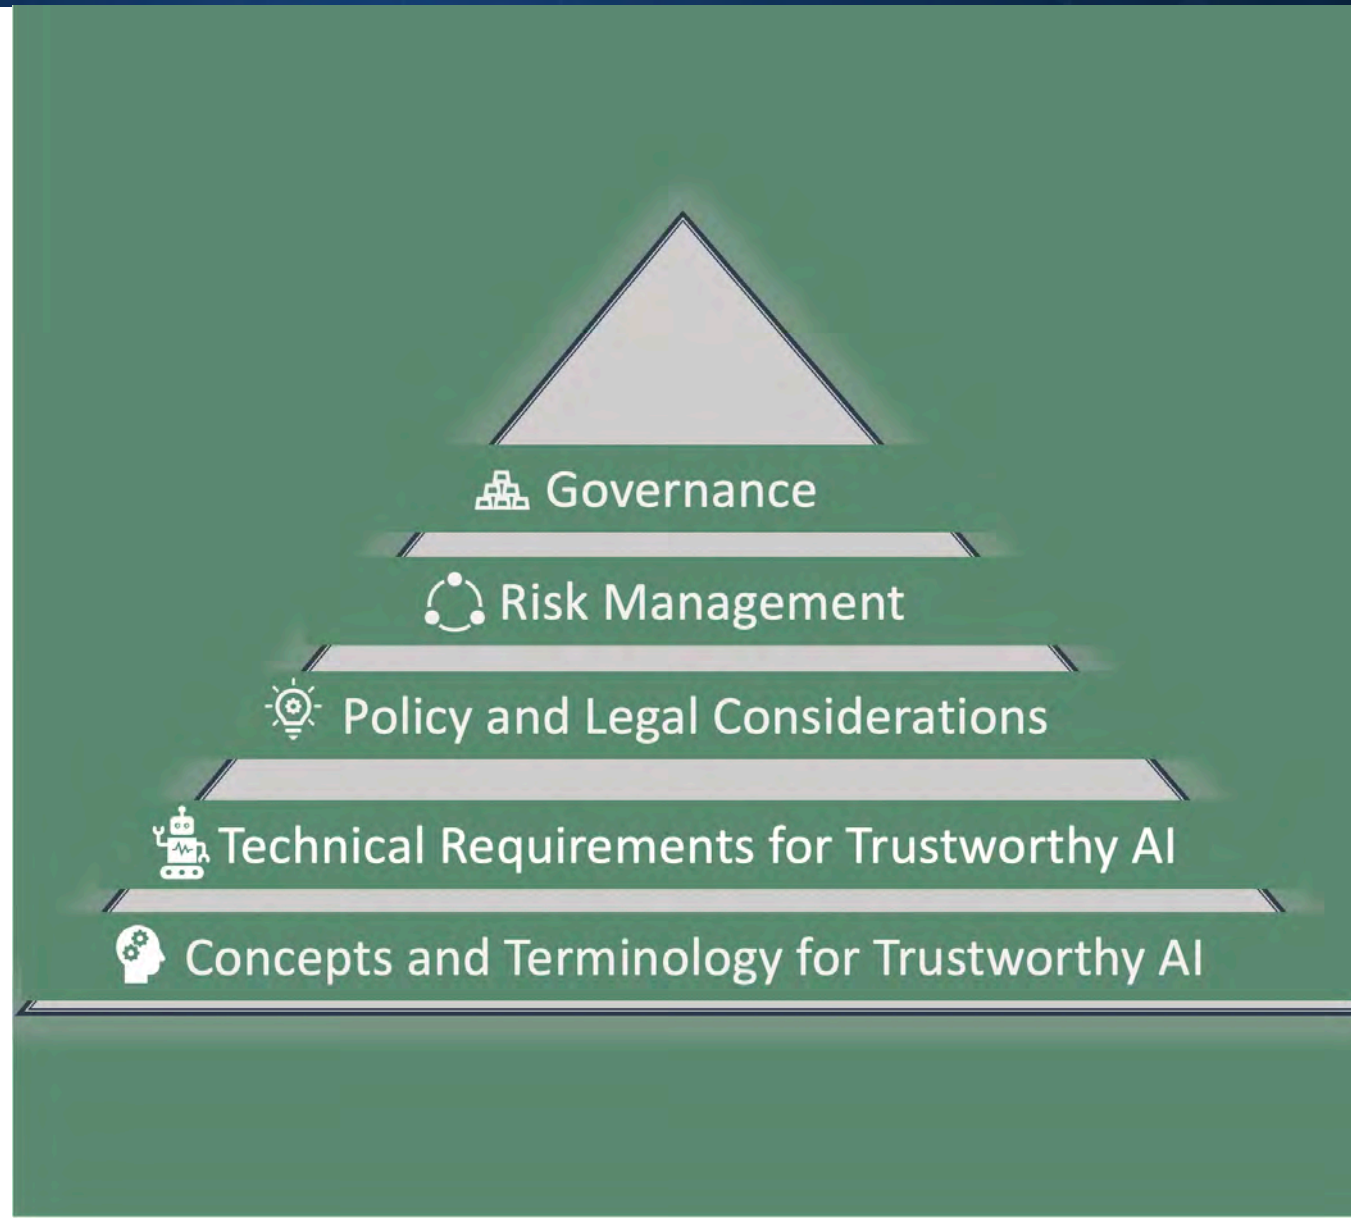 Governance
Risk Management
Policy and Legal Considerations
Technical Requirements for Trustworthy AI
Concepts and Terminology for Trustworthy AI